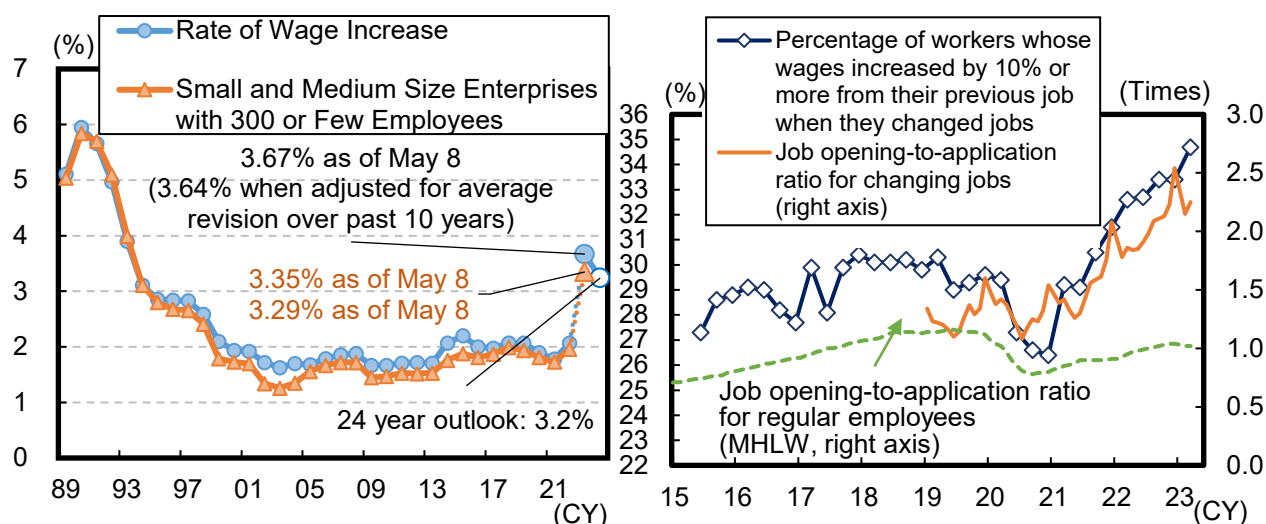 Rate of Wage Increase
Small and Medium Size Enterprises
with 300 or Few Employees
(%)
7
6
5
4
3
2
1
0
3.67% as of May 8
(3.64% when adjusted for average
revision over past 10 years)
3.35% as of May 8
3.29% as of May 8
24 year outlook: 3.2%
89 93 97 01 05 09 13 17 21
(CY)
Percentage of workers whose
wages increased by 10% or
more from their previous job
when they changed jobs
Job opening-to-application
ratio for changing jobs
(right axis)
(%)
(Times)
36
35
34
33
32
31
30
29
28
27
26
25
24
23
22
3.0
2.5
2.0
1.5
1.0
0.5
0.0
Job opening-to-application ratio
for regular employees
(MHLW, right axis)
15 16 17 18 19 20 21 22 23
(CY)